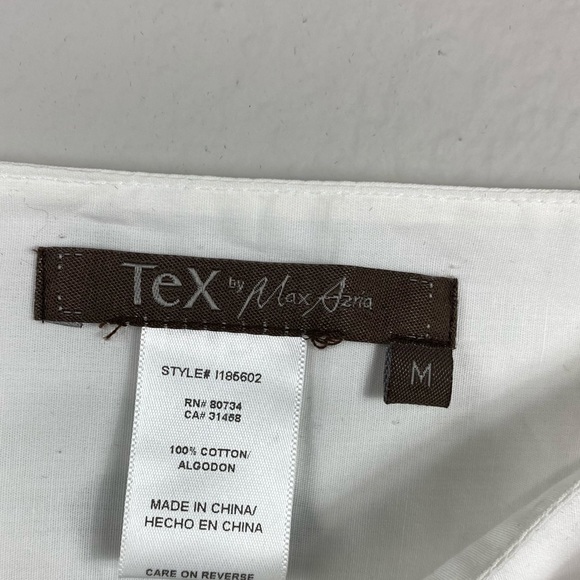 TeX by Max Azria
M
STYLE# I185602
RN# 80734
CA# 31468
100% COTTON/
ALGODON
MADE IN CHINA/
HECHO EN CHINA
CARE ON REVERSE